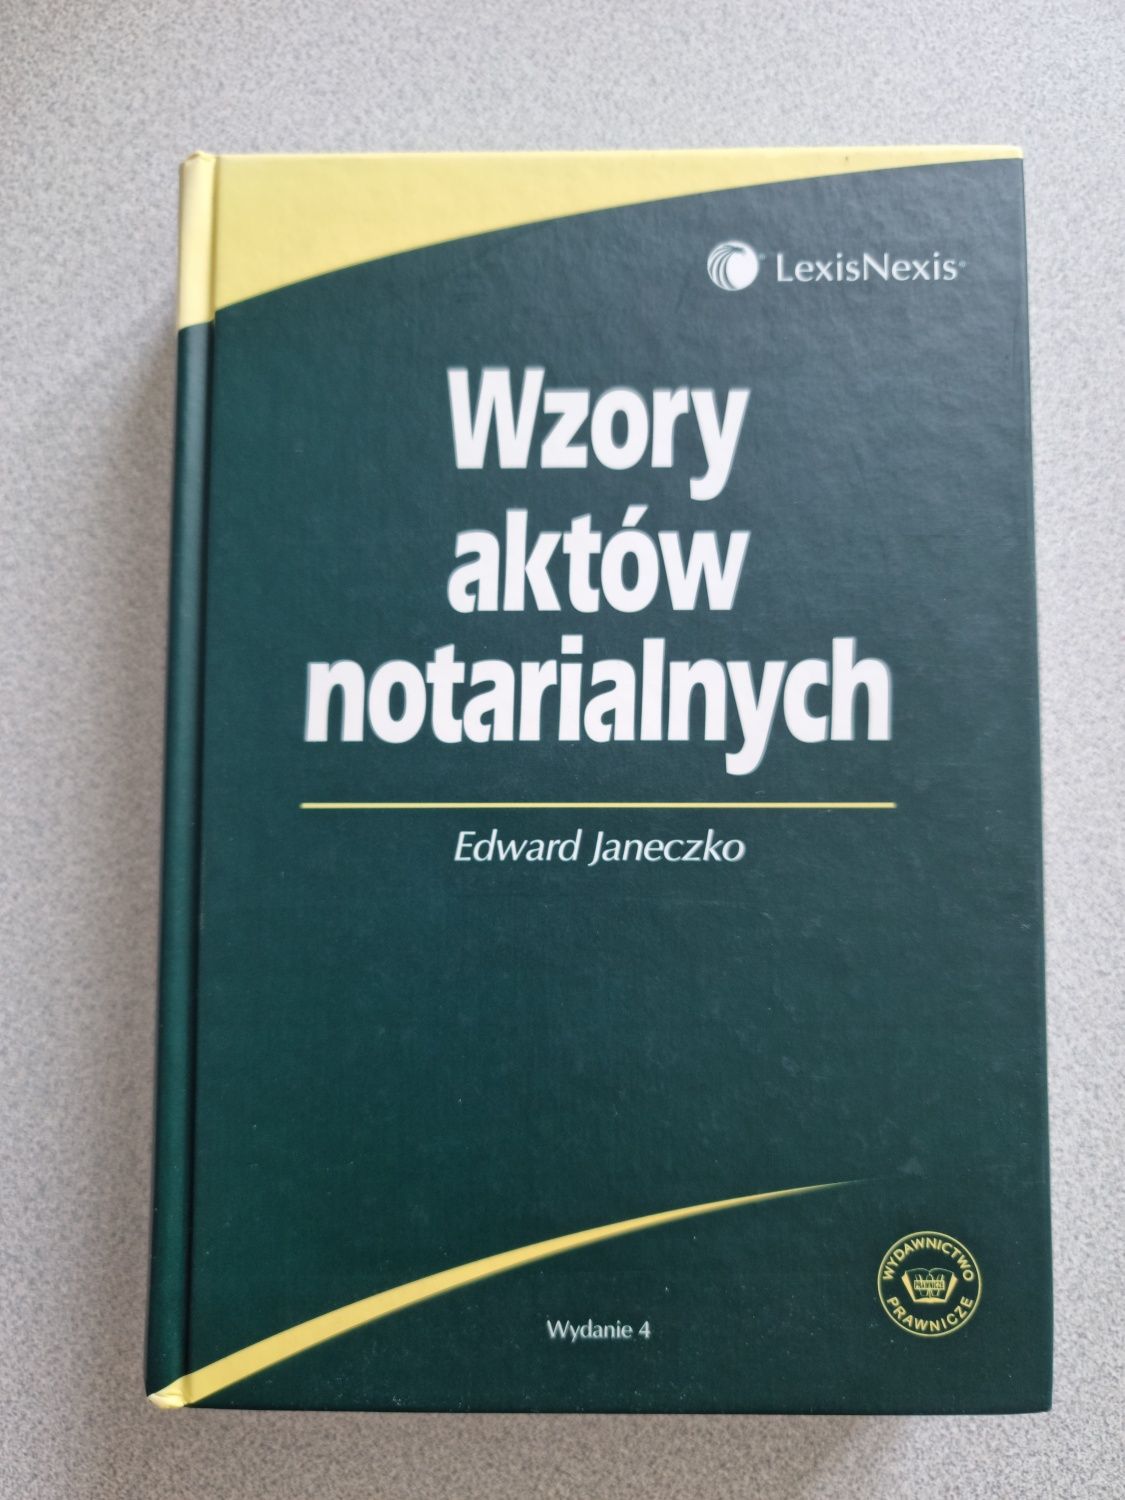 LexisNexis®
Wzory
aktów
notarialnych
Edward Janeczko
Wydanie 4
WYDAWNICTWO
PRAWNICZE